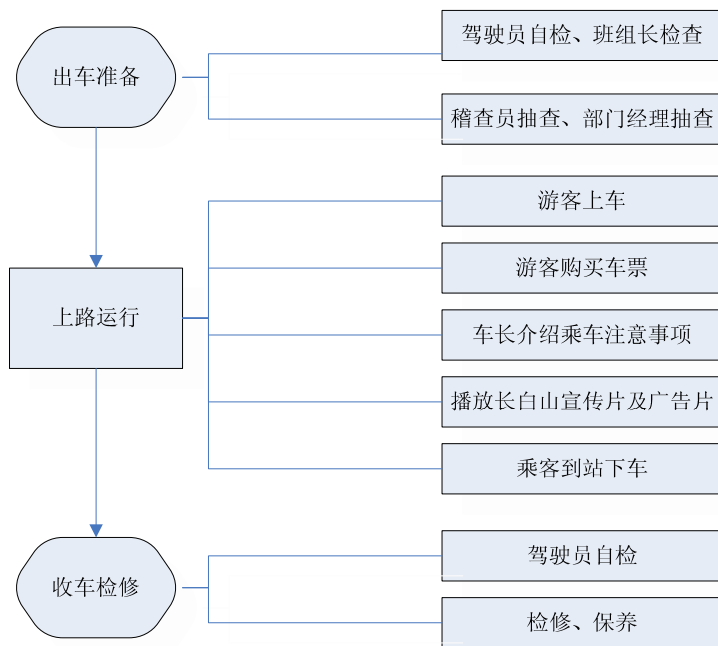 出车准备
驾驶员自检、班组长检查
稽查员抽查、部门经理抽查
上路运行
游客上车
游客购买车票
车长介绍乘车注意事项
播放长白山宣传片及广告片
乘客到站下车
收车检修
驾驶员自检
检修、保养